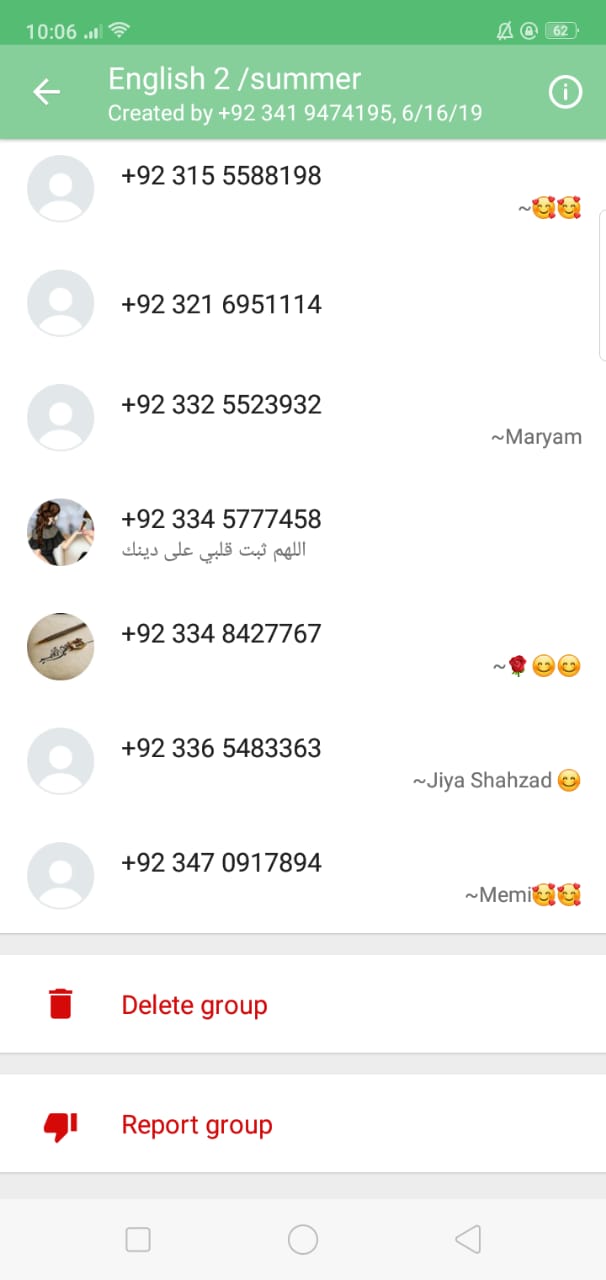 10:06
62
English 2 /summer
Created by +92 341 9474195, 6/16/19
+92 315 5588198
~🥰🥰
+92 321 6951114
+92 332 5523932
~Maryam
+92 334 5777458
اللهم ثبت قلبي على دينك
+92 334 8427767
~🌹😊😊
+92 336 5483363
~Jiya Shahzad 😊
+92 347 0917894
~Memi🥰🥰
Delete group
Report group